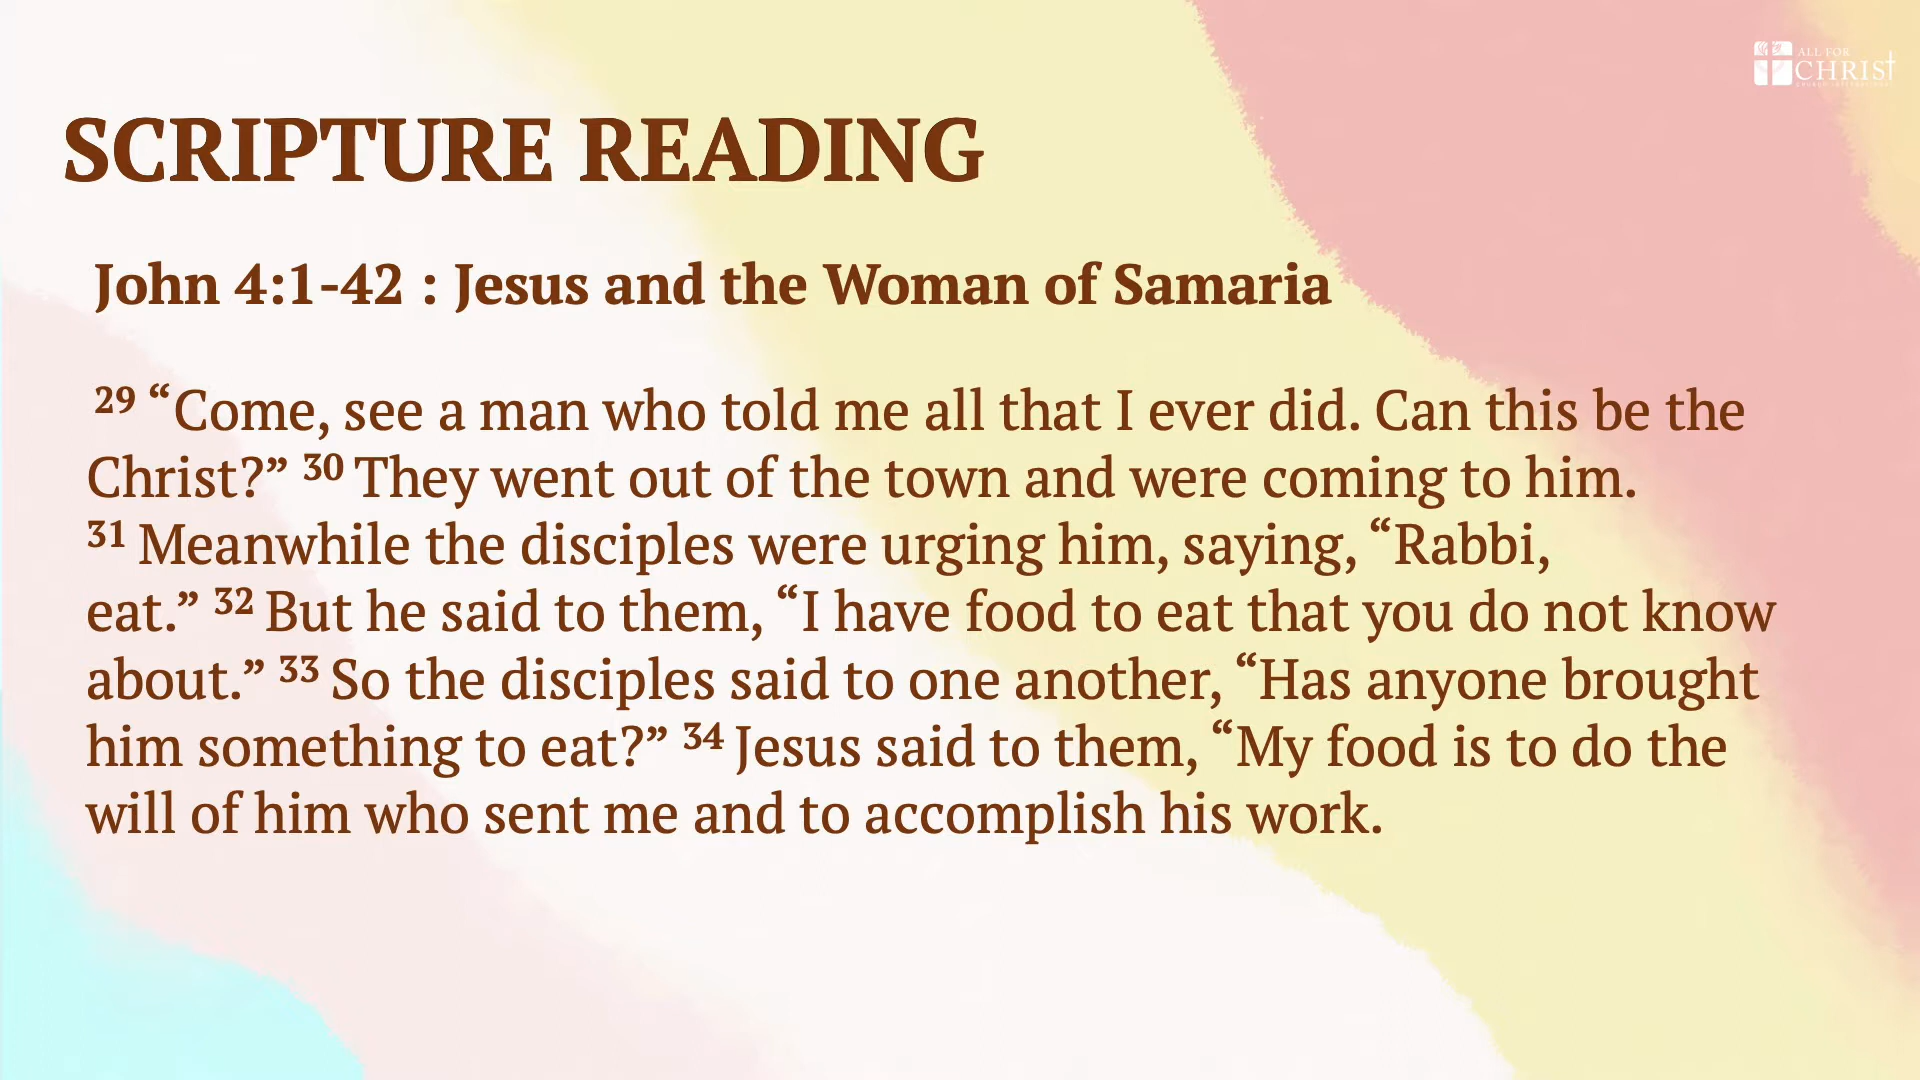 ALL FOR
CHRIST
SCRIPTURE READING
John 4:1-42 : Jesus and the Woman of Samaria
29 “Come, see a man who told me all that I ever did. Can this be the
Christ?” 30 They went out of the town and were coming to him.
31 Meanwhile the disciples were urging him, saying, “Rabbi,
eat.” 32 But he said to them, “I have food to eat that you do not know
about.” 33 So the disciples said to one another, “Has anyone brought
him something to eat?” 34 Jesus said to them, “My food is to do the
will of him who sent me and to accomplish his work.